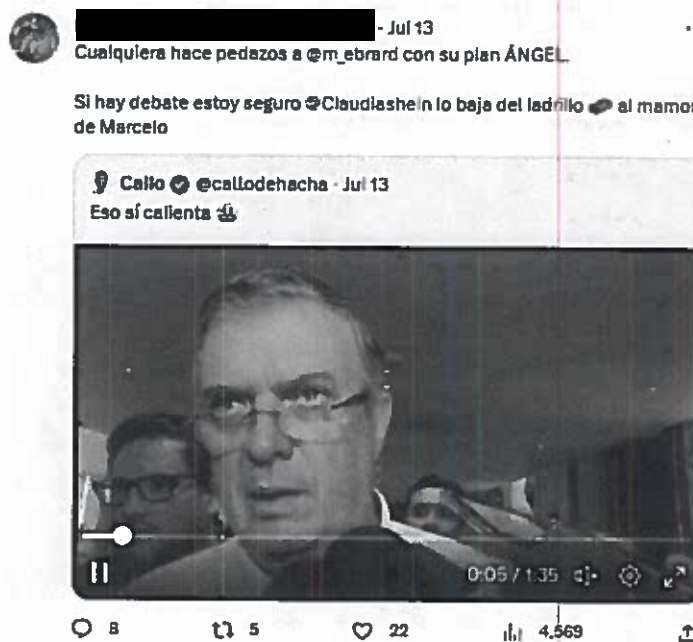 - Jul 13
Cualquiera hace pedazos a @m_ebrard con su plan ÁNGEL
Si hay debate estoy seguro @Claudiashein lo baja del ladrillo al mamo
de Marcelo
Callo @callodehacha · Jul 13
Eso sí calienta
0:05 / 1:35
8 5 22 4.569